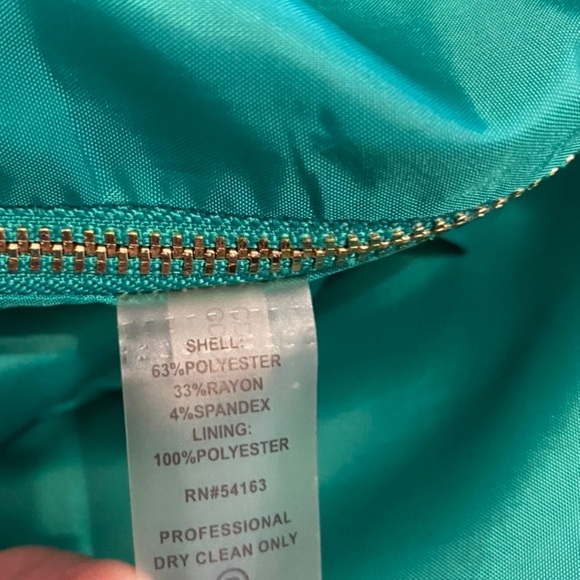 SHELL:
63%POLYESTER
33%RAYON
4%SPANDEX
LINING:
100%POLYESTER
RN#54163
PROFESSIONAL
DRY CLEAN ONLY